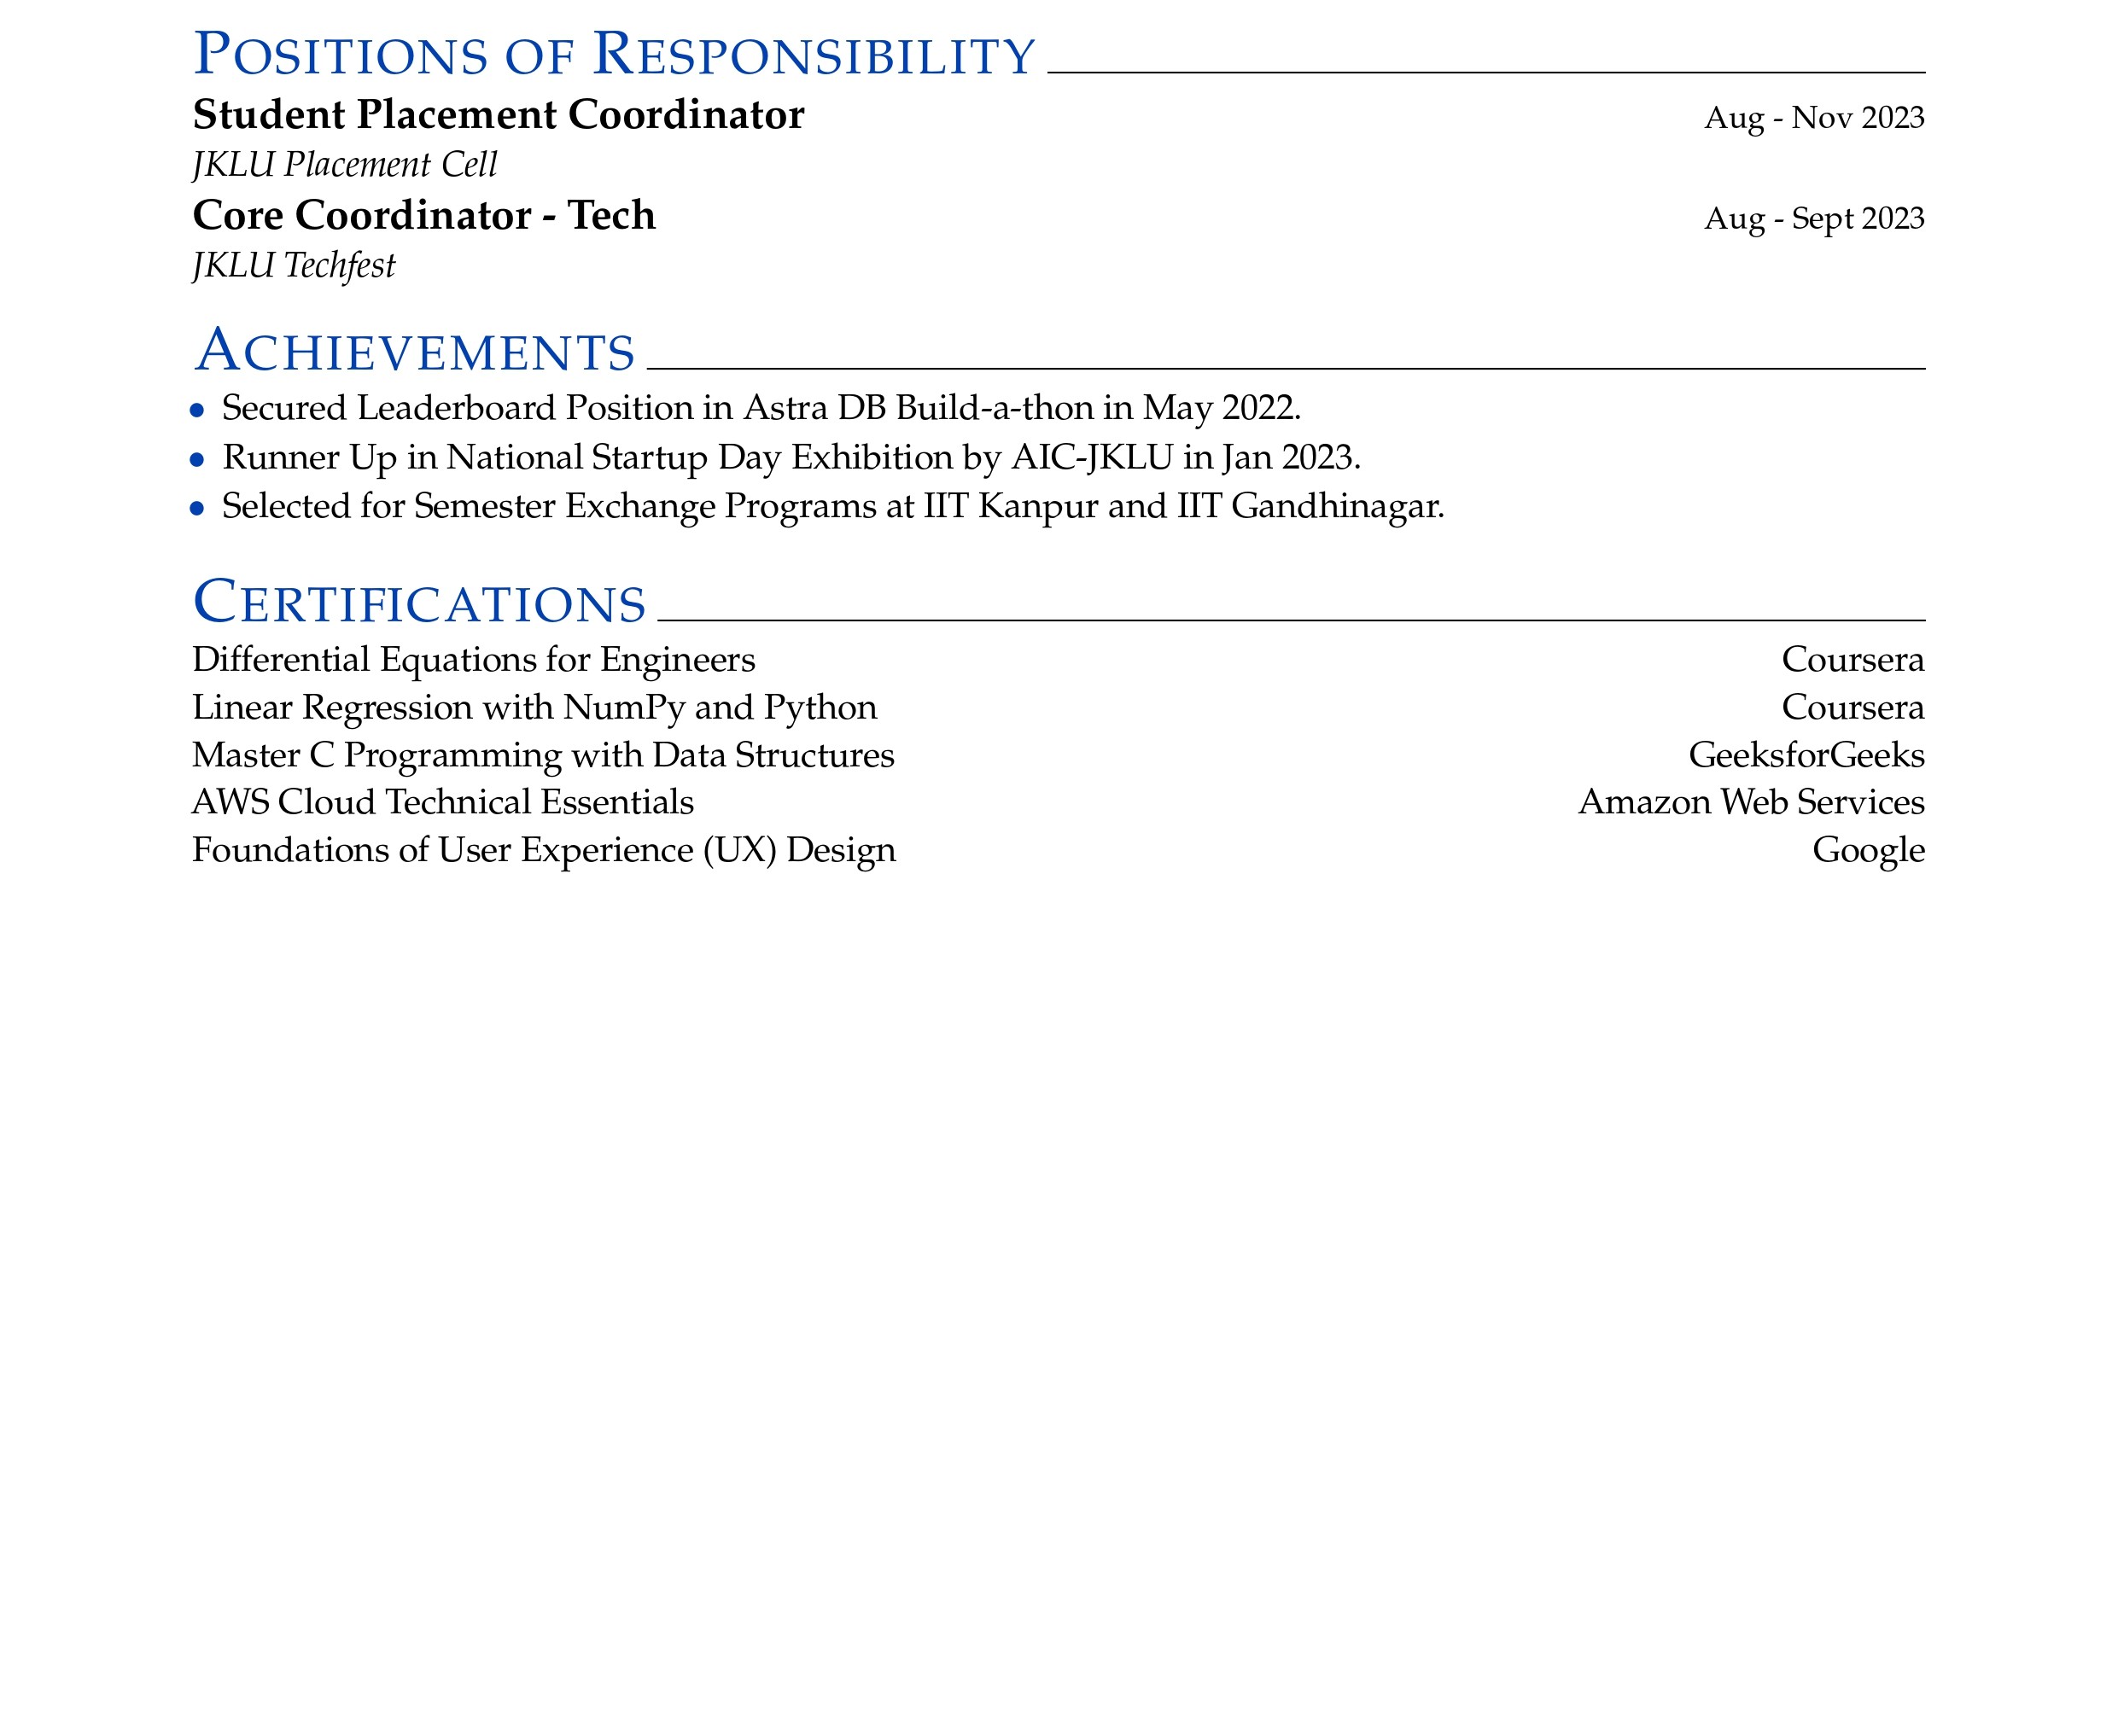 Positions of Responsibility
Student Placement Coordinator Aug - Nov 2023
JKLU Placement Cell
Core Coordinator - Tech Aug - Sept 2023
JKLU Techfest
Achievements
• Secured Leaderboard Position in Astra DB Build-a-thon in May 2022.
• Runner Up in National Startup Day Exhibition by AIC-JKLU in Jan 2023.
• Selected for Semester Exchange Programs at IIT Kanpur and IIT Gandhinagar.
Certifications
Differential Equations for Engineers Coursera
Linear Regression with NumPy and Python Coursera
Master C Programming with Data Structures GeeksforGeeks
AWS Cloud Technical Essentials Amazon Web Services
Foundations of User Experience (UX) Design Google